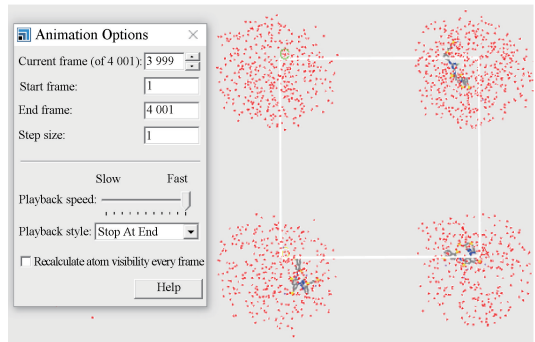 Animation Options
Current frame (of 4 001): 3 999
Start frame: 1
End frame: 4 001
Step size: 1
Slow Fast
Playback speed:
Playback style: Stop At End
Recalculate atom visibility every frame
Help